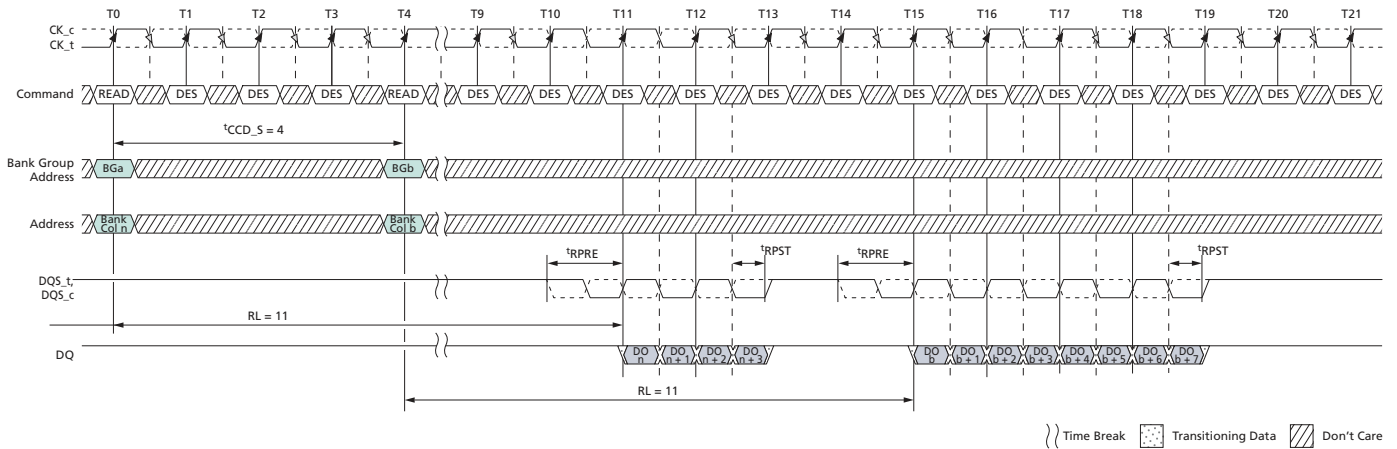 T0 T1 T2 T3 T4 T9 T10 T11 T12 T13 T14 T15 T16 T17 T18 T19 T20 T21
CK_c
CK_t
Command READ DES DES DES READ DES DES DES DES DES DES DES DES DES DES DES DES DES
tCCD_S = 4
Bank Group
Address
BGa BGb
Address
Bank
Col n
Bank
Col b
tRPRE tRPST tRPRE tRPST
DQS_t,
DQS_c
RL = 11
DQ
DO
n
DO
n + 1
DO
n + 2
DO
n + 3
DO
b
DO
b + 1
DO
b + 2
DO
b + 3
DO
b + 4
DO
b + 5
DO
b + 6
DO
b + 7
RL = 11
Time Break Transitioning Data Don't Care